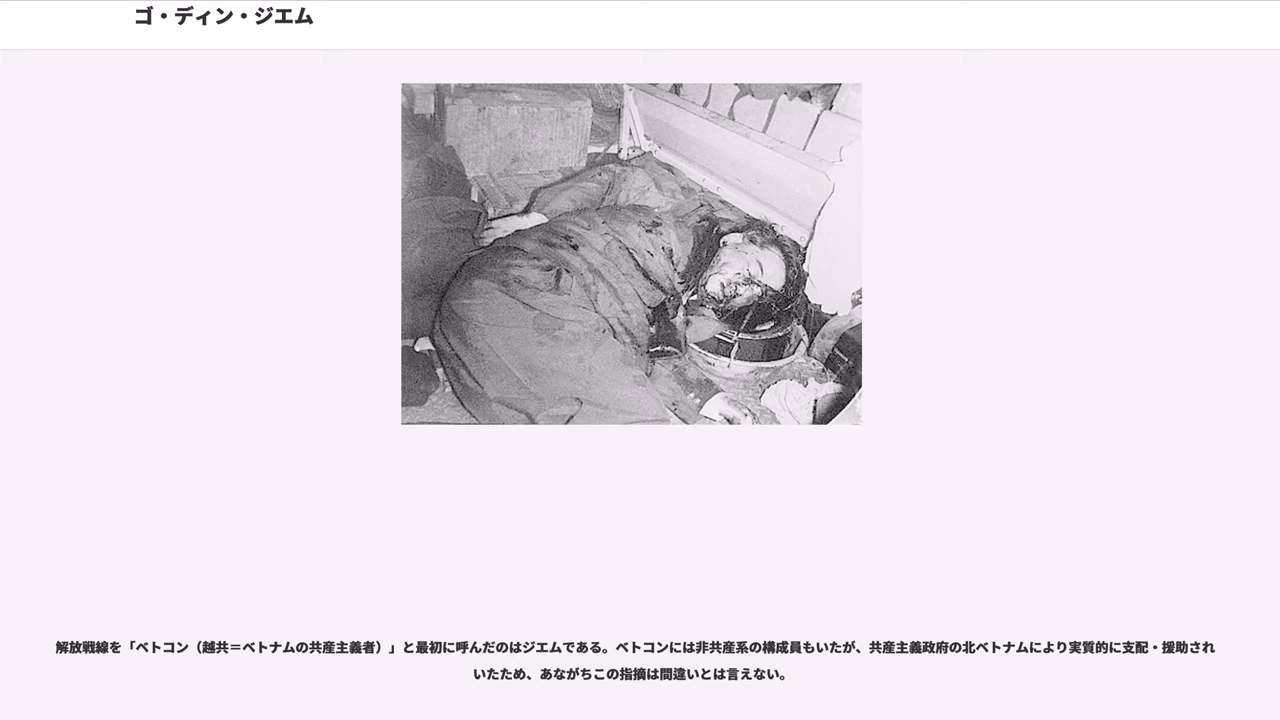 ゴ・ディン・ジエム
解放戦線を「ベトコン（越共＝ベトナムの共産主義者）」と最初に呼んだのはジエムである。ベトコンには非共産系の構成員もいたが、共産主義政府の北ベトナムにより実質的に支配・援助され
いたため、あながちこの指摘は間違いとは言えない。